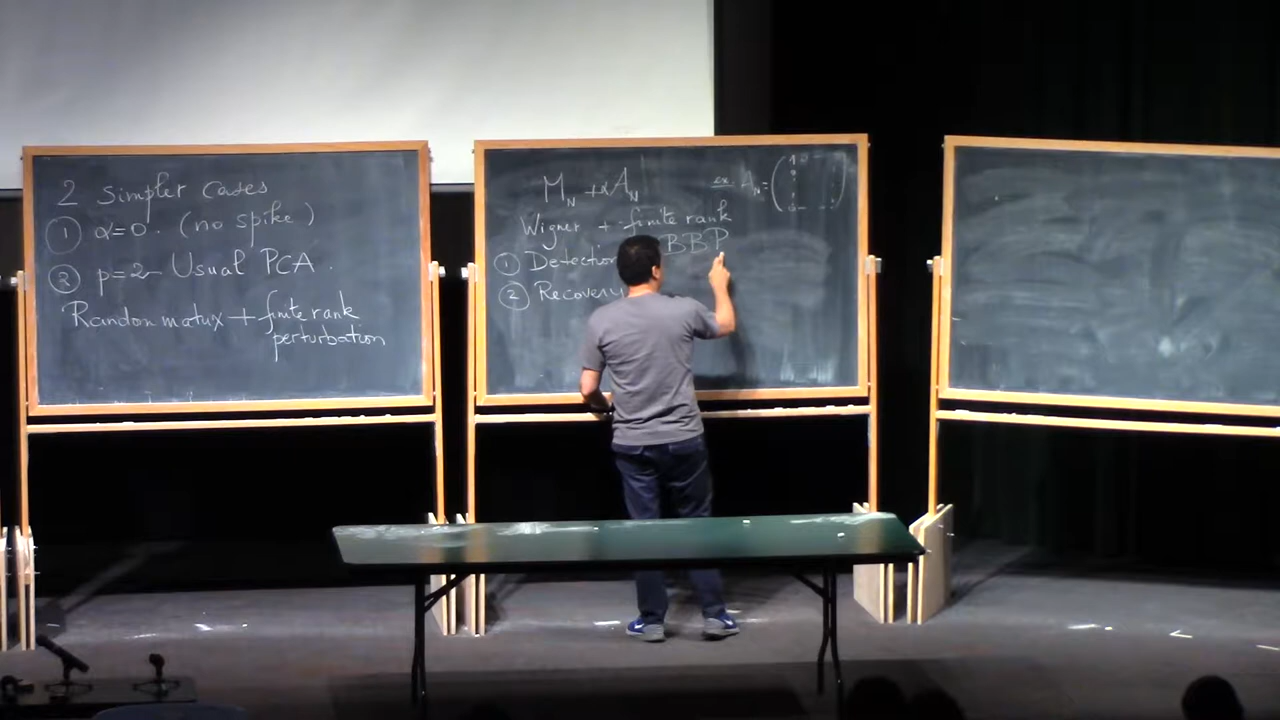 2 Simpler Cases
① α=0. (no spike)
② p=2 Usual PCA.
Random matrix + finite rank
perturbation
M_N + αA_N
ex. A_N =
Wigner + finite rank
BBP
① Detection
② Recovery